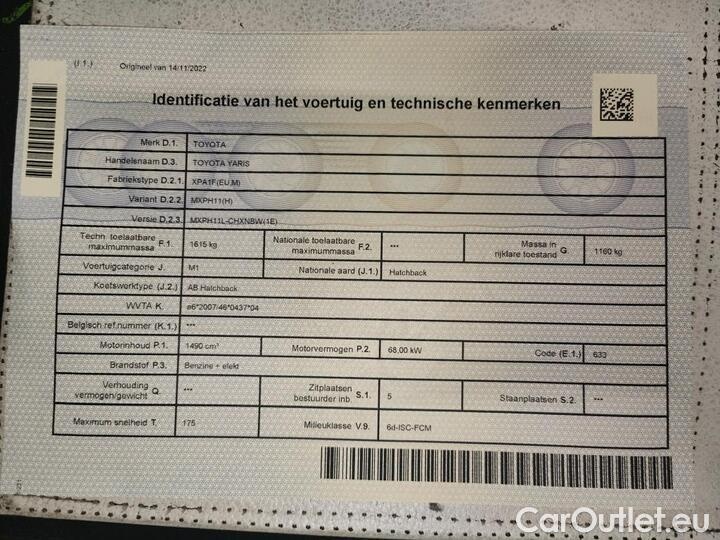 (I.1.) Origineel van 14/11/2022
Identificatie van het voertuig en technische kenmerken
Merk D.1. TOYOTA
Handelsnaam D.3. TOYOTA YARIS
Fabriekstype D.2.1. XPA1F(EU,M)
Variant D.2.2. MXPH11(H)
Versie D.2.3. MXPH11L-CHXNBW(1E)
Techn. toelaatbare maximummassa F.1. 1615 kg Nationale toelaatbare maximummassa F.2. *** Massa in rijklare toestand G. 1160 kg
Voertuigcategorie J. M1 Nationale aard (J.1.) Hatchback
Koetswerktype (J.2.) AB Hatchback
WVTA K. e6*2007/46*0437*04
Belgisch ref.nummer (K.1.) ***
Motorinhoud P.1. 1490 cm³ Motorvermogen P.2. 68,00 kW Code (E.1.) 633
Brandstof P.3. Benzine + elekt
Verhouding vermogen/gewicht Q. *** Zitplaatsen bestuurder inb. S.1. 5 Staanplaatsen S.2. ***
Maximum snelheid T. 175 Milieuklasse V.9. 6d-ISC-FCM
CarOutlet.eu